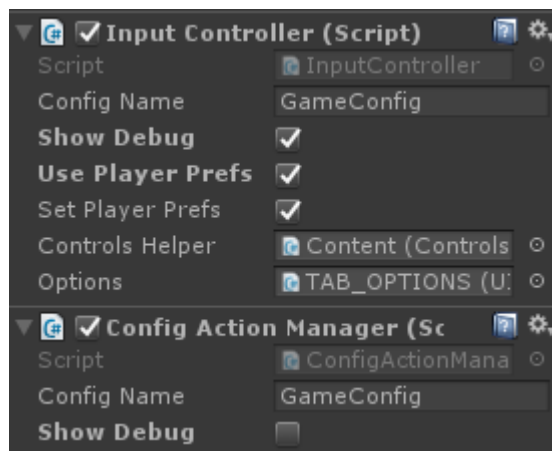 Input Controller (Script)
Script InputController
Config Name GameConfig
Show Debug
Use Player Prefs
Set Player Prefs
Controls Helper Content (Controls
Options TAB_OPTIONS (U
Config Action Manager (Sc
Script ConfigActionMana
Config Name GameConfig
Show Debug